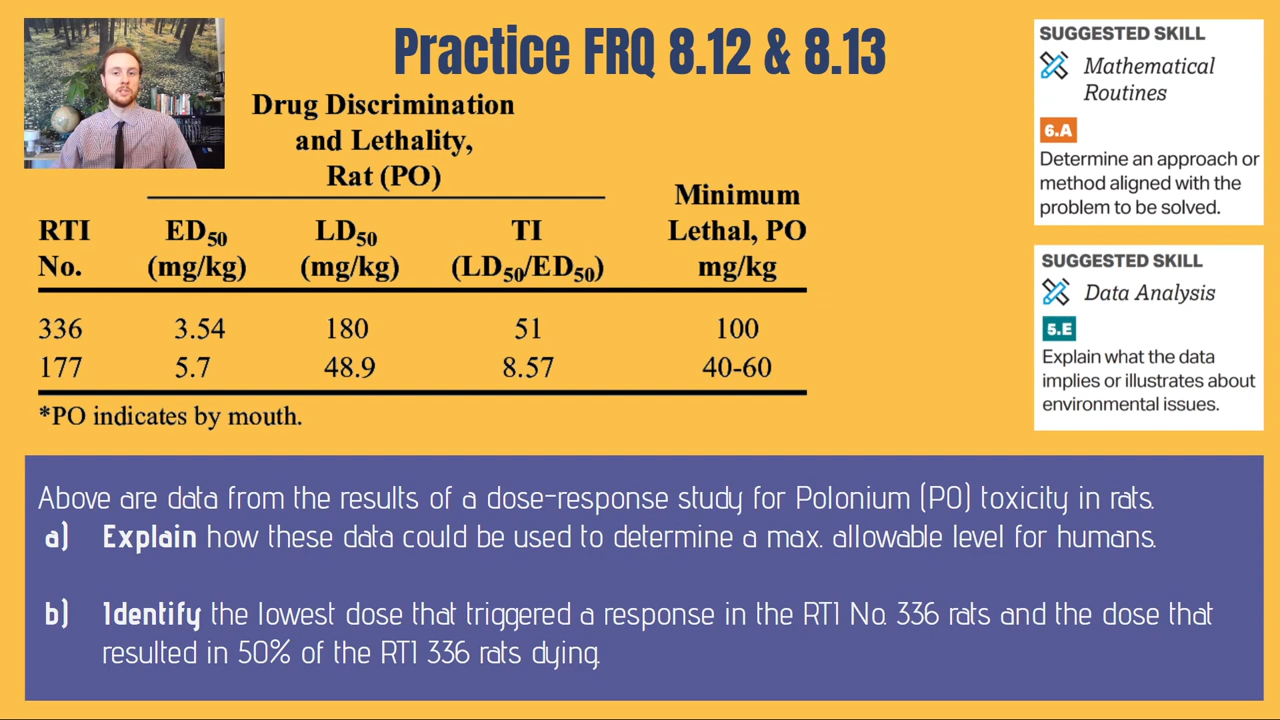 Practice FRQ 8.12 & 8.13
Drug Discrimination
and Lethality,
Rat (PO)
RTI No.
ED50 (mg/kg)
LD50 (mg/kg)
TI (LD50/ED50)
Minimum Lethal, PO mg/kg
336 3.54 180 51 100
177 5.7 48.9 8.57 40-60
*PO indicates by mouth.
SUGGESTED SKILL
Mathematical
Routines
6.A
Determine an approach or
method aligned with the
problem to be solved.
SUGGESTED SKILL
Data Analysis
5.E
Explain what the data
implies or illustrates about
environmental issues.
Above are data from the results of a dose-response study for Polonium (PO) toxicity in rats.
a) Explain how these data could be used to determine a max. allowable level for humans.
b) Identify the lowest dose that triggered a response in the RTI No. 336 rats and the dose that
resulted in 50% of the RTI 336 rats dying.